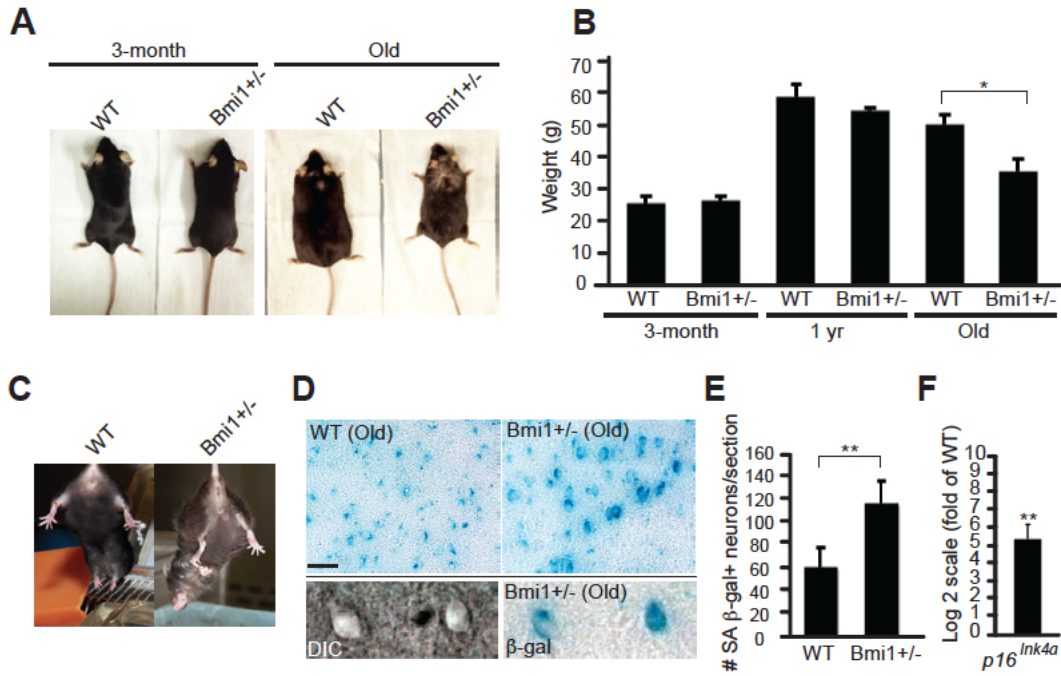 A
3-month
Old
WT
Bmi1+/-
WT
Bmi1+/-
B
Weight (g)
70
60
50
40
30
20
10
0
*
WT
Bmi1+/-
WT
Bmi1+/-
WT
Bmi1+/-
3-month
1 yr
Old
C
WT
Bmi1+/-
D
WT (Old)
Bmi1+/- (Old)
DIC
Bmi1+/- (Old)
β-gal
E
# SA β-gal+ neurons/section
160
140
120
100
80
60
40
20
0
**
WT
Bmi1+/-
F
Log 2 scale (fold of WT)
10
9
8
7
6
5
4
3
2
1
0
**
p16 Ink4a